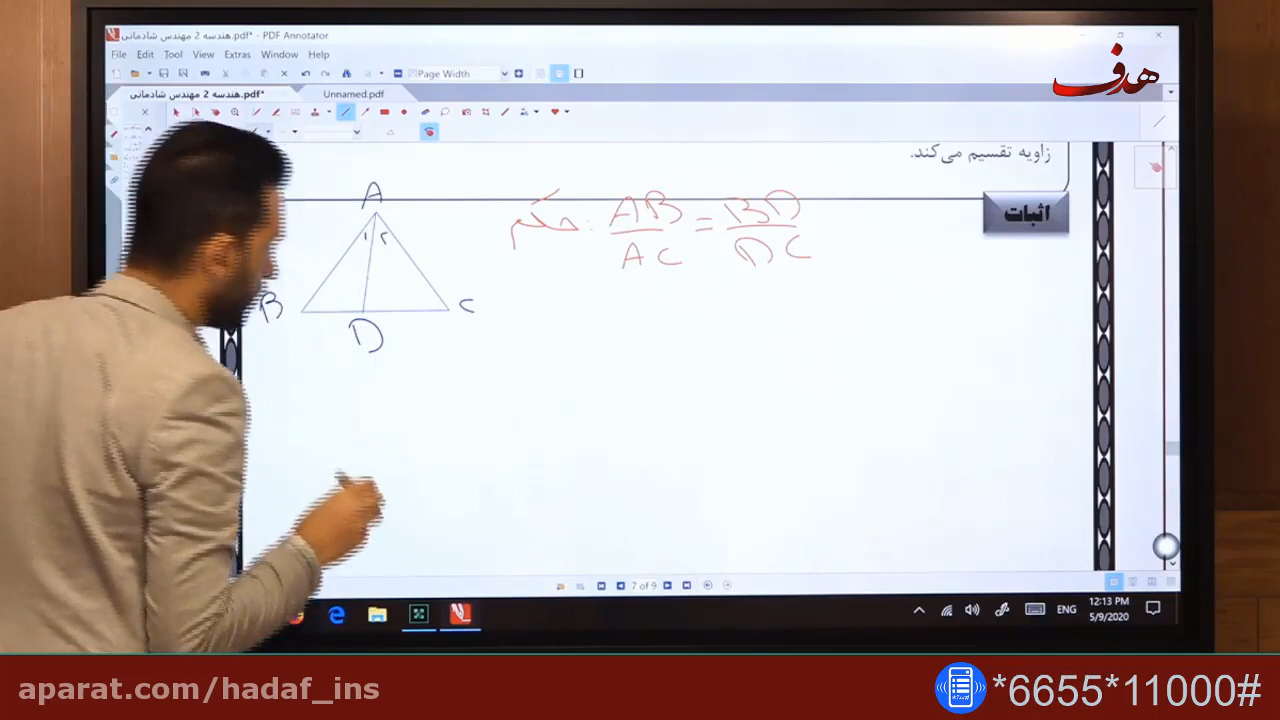 هندسه 2 مهندس شادمانی.pdf* - PDF Annotator
File Edit Tool View Extras Window Help
Page Width
هدف
هندسه 2 مهندس شادمانی.pdf* Unnamed.pdf
زاویه تقسیم می‌کند.
اثبات
A
حکم: AB/AC = BD/DC
1 2
B C
D
7 of 9
ENG
12:13 PM
5/9/2020
aparat.com/hadaf_ins
*6655*11000#